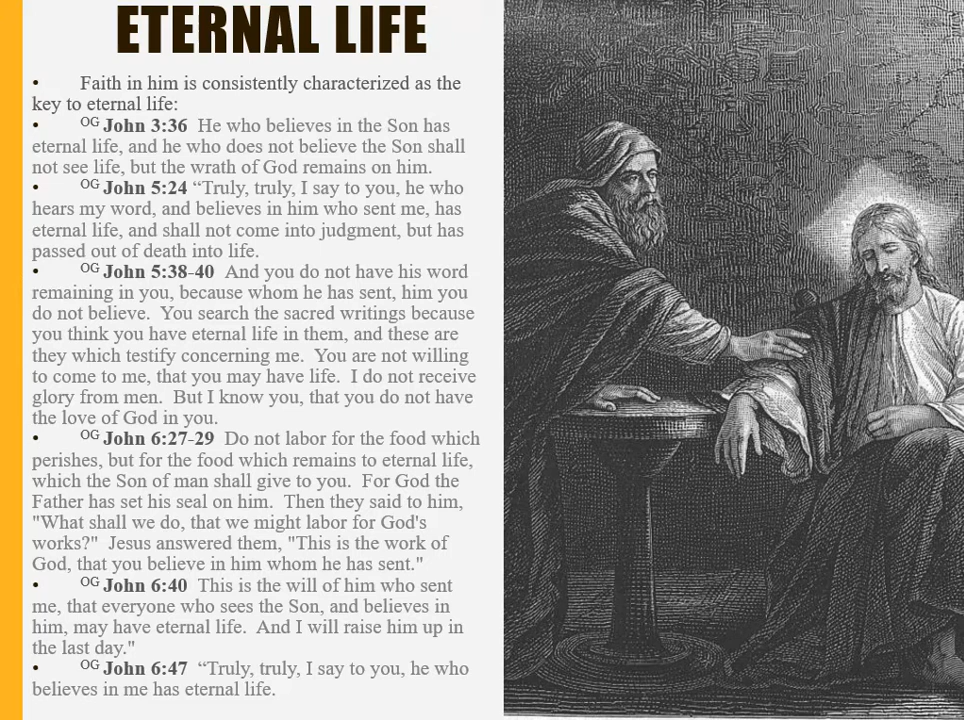 ETERNAL LIFE
• Faith in him is consistently characterized as the
key to eternal life:
• OG John 3:36 He who believes in the Son has
eternal life, and he who does not believe the Son shall
not see life, but the wrath of God remains on him.
• OG John 5:24 “Truly, truly, I say to you, he who
hears my word, and believes in him who sent me, has
eternal life, and shall not come into judgment, but has
passed out of death into life.
• OG John 5:38-40 And you do not have his word
remaining in you, because whom he has sent, him you
do not believe. You search the sacred writings because
you think you have eternal life in them, and these are
they which testify concerning me. You are not willing
to come to me, that you may have life. I do not receive
glory from men. But I know you, that you do not have
the love of God in you.
• OG John 6:27-29 Do not labor for the food which
perishes, but for the food which remains to eternal life,
which the Son of man shall give to you. For God the
Father has set his seal on him. Then they said to him,
"What shall we do, that we might labor for God's
works?" Jesus answered them, "This is the work of
God, that you believe in him whom he has sent."
• OG John 6:40 This is the will of him who sent
me, that everyone who sees the Son, and believes in
him, may have eternal life. And I will raise him up in
the last day."
• OG John 6:47 “Truly, truly, I say to you, he who
believes in me has eternal life.